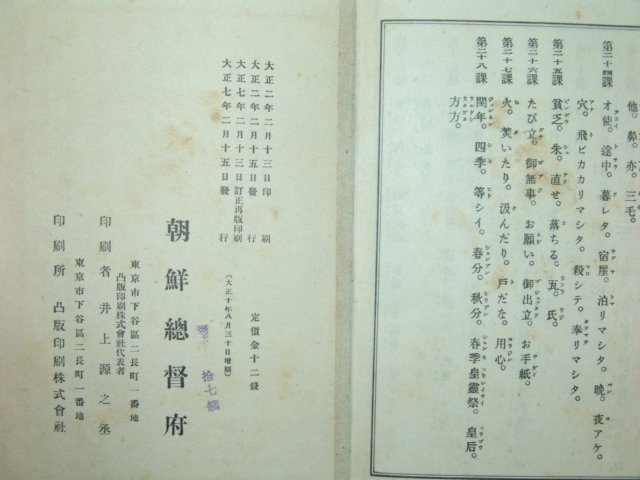 他。鼻。亦。三毛。
第二十四課
オ使。途中。暮レタ。宿屋。泊リマシタ。晩。夜アケ。
穴。飛ビカカリマシタ。殺シテ。奉リマシタ。
第二十五課
貧乏。朱。直せ。落ちる。瓦。氏。
第二十六課
たび立。御無事。お願い。御出立。お手紙。
第二十七課
火。焚いたり。汲んだり。戸だな。用心。
第二十八課
閏年。四季。等シイ。春分。秋分。春季皇靈祭。皇后。
方方。
大正二年二月十三日印刷
大正二年二月十五日發行
大正七年二月十三日訂正再版印刷
大正七年二月十五日發行
定價金十二錢
(大正十年八月三十日增刷)
拾七錢
朝鮮總督府
東京市下谷區二長町一番地
凸版印刷株式會社代表者
印刷者 井上源之丞
東京市下谷區二長町一番地
印刷所 凸版印刷株式會社